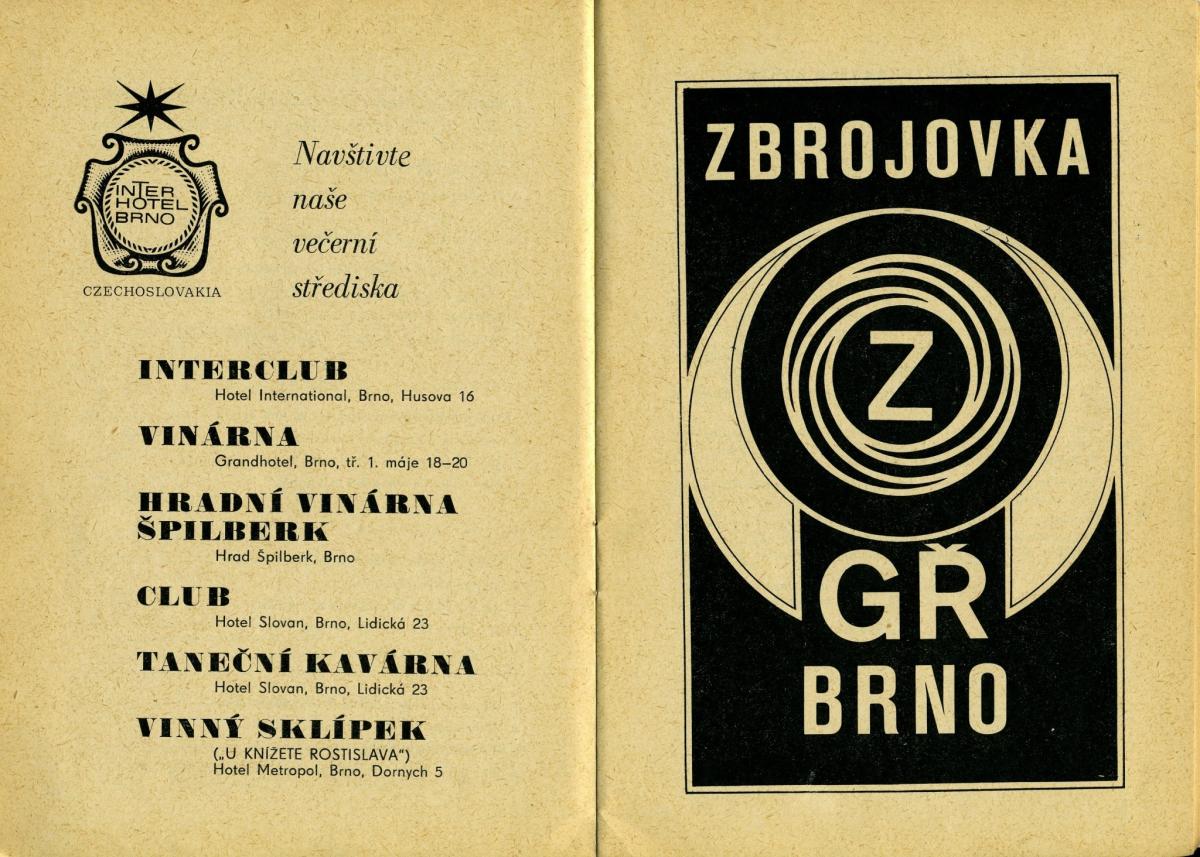 INTER
HOTEL
BRNO
CZECHOSLOVAKIA
Navštivte
naše
večerní
střediska
INTERCLUB
Hotel International, Brno, Husova 16
VINÁRNA
Grandhotel, Brno, tř. 1. máje 18–20
HRADNÍ VINÁRNA
ŠPILBERK
Hrad Špilberk, Brno
CLUB
Hotel Slovan, Brno, Lidická 23
TANEČNÍ KAVÁRNA
Hotel Slovan, Brno, Lidická 23
VINNÝ SKLÍPEK
(„U KNÍŽETE ROSTISLAVA“)
Hotel Metropol, Brno, Dornych 5
ZBROJOVKA
Z
GŘ
BRNO